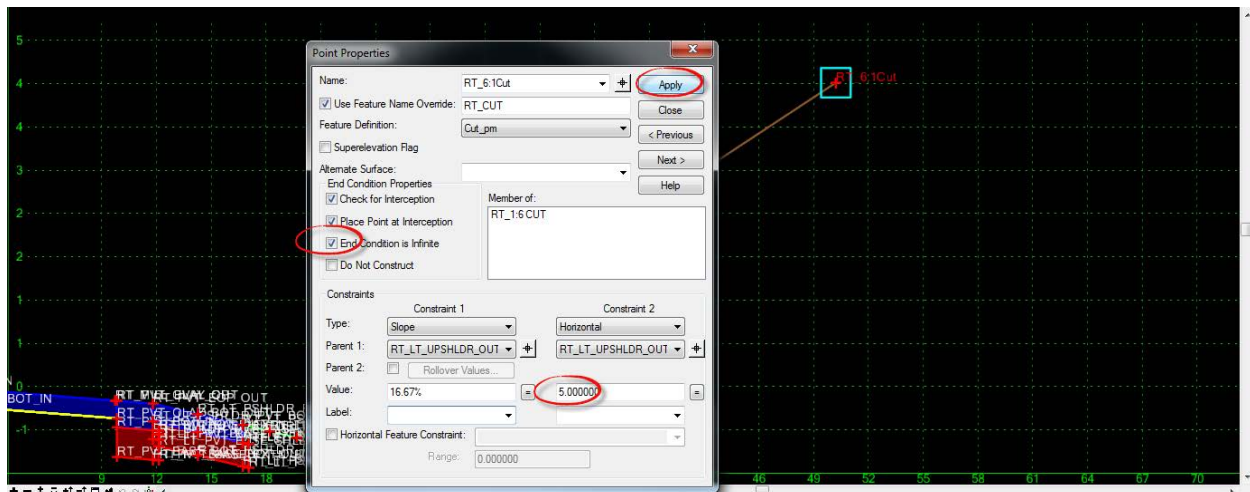 5
4
4
3
2
2
1
0
-1
BOT_IN
Point Properties
Name: RT_6:1Cut
Apply
Use Feature Name Override: RT_CUT
Close
Feature Definition: Cut_pm
< Previous
Superelevation Flag
Next >
Alternate Surface:
Help
End Condition Properties
Member of:
Check for Interception
RT_1:6 CUT
Place Point at Interception
End Condition is Infinite
Do Not Construct
Constraints
Constraint 1 Constraint 2
Type: Slope Horizontal
Parent 1: RT_LT_UPSHLDR_OUT RT_LT_UPSHLDR_OUT
Parent 2: Rollover Values...
Value: 16.67% = 5.000000 =
Label:
Horizontal Feature Constraint:
Range: 0.000000
RT_6:1Cut
9 12 15 18 46 49 52 55 58 61 64 67 70